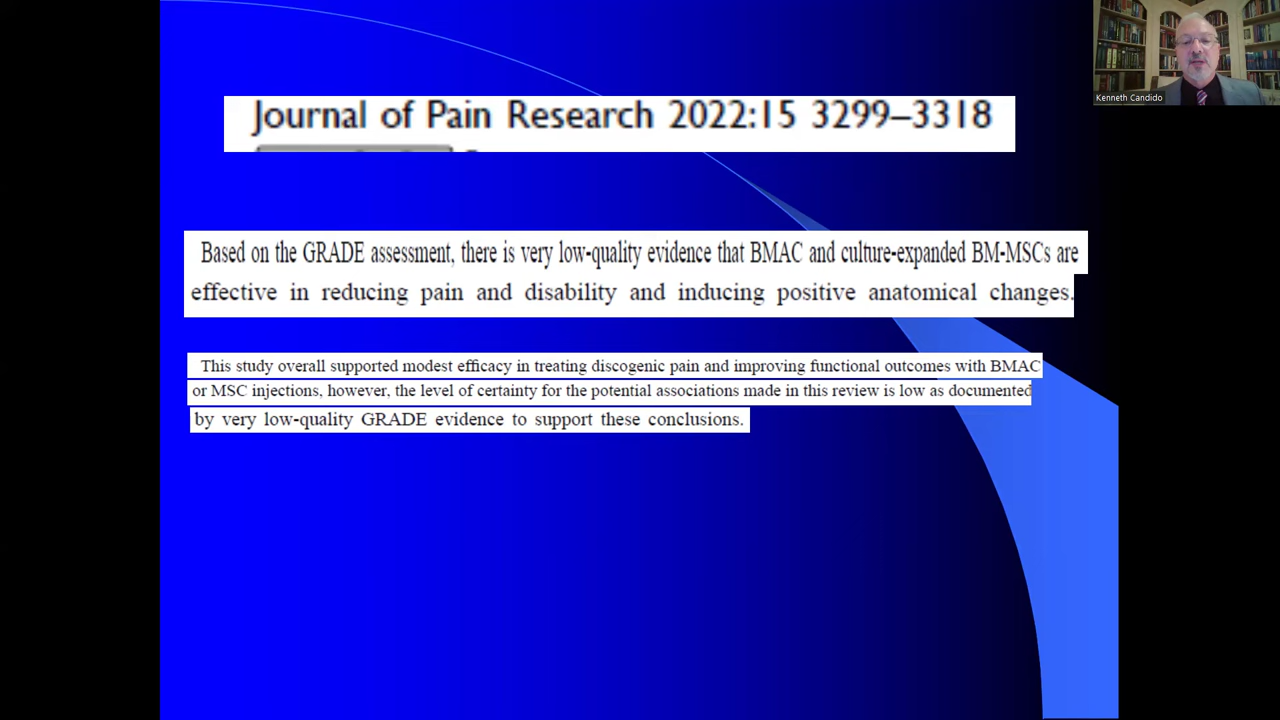 Kenneth Candido
Journal of Pain Research 2022:15 3299–3318
Based on the GRADE assessment, there is very low-quality evidence that BMAC and culture-expanded BM-MSCs are
effective in reducing pain and disability and inducing positive anatomical changes.
This study overall supported modest efficacy in treating discogenic pain and improving functional outcomes with BMAC
or MSC injections, however, the level of certainty for the potential associations made in this review is low as documented
by very low-quality GRADE evidence to support these conclusions.